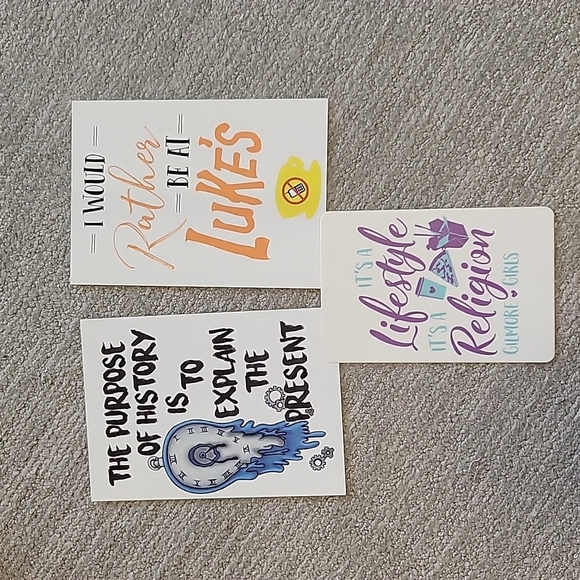 I WOULD
Rather
BE AT
LUKE'S
IT'S A
Lifestyle
IT'S A
Religion
GILMORE GIRLS
THE PURPOSE
OF HISTORY
IS TO
EXPLAIN
THE
PRESENT